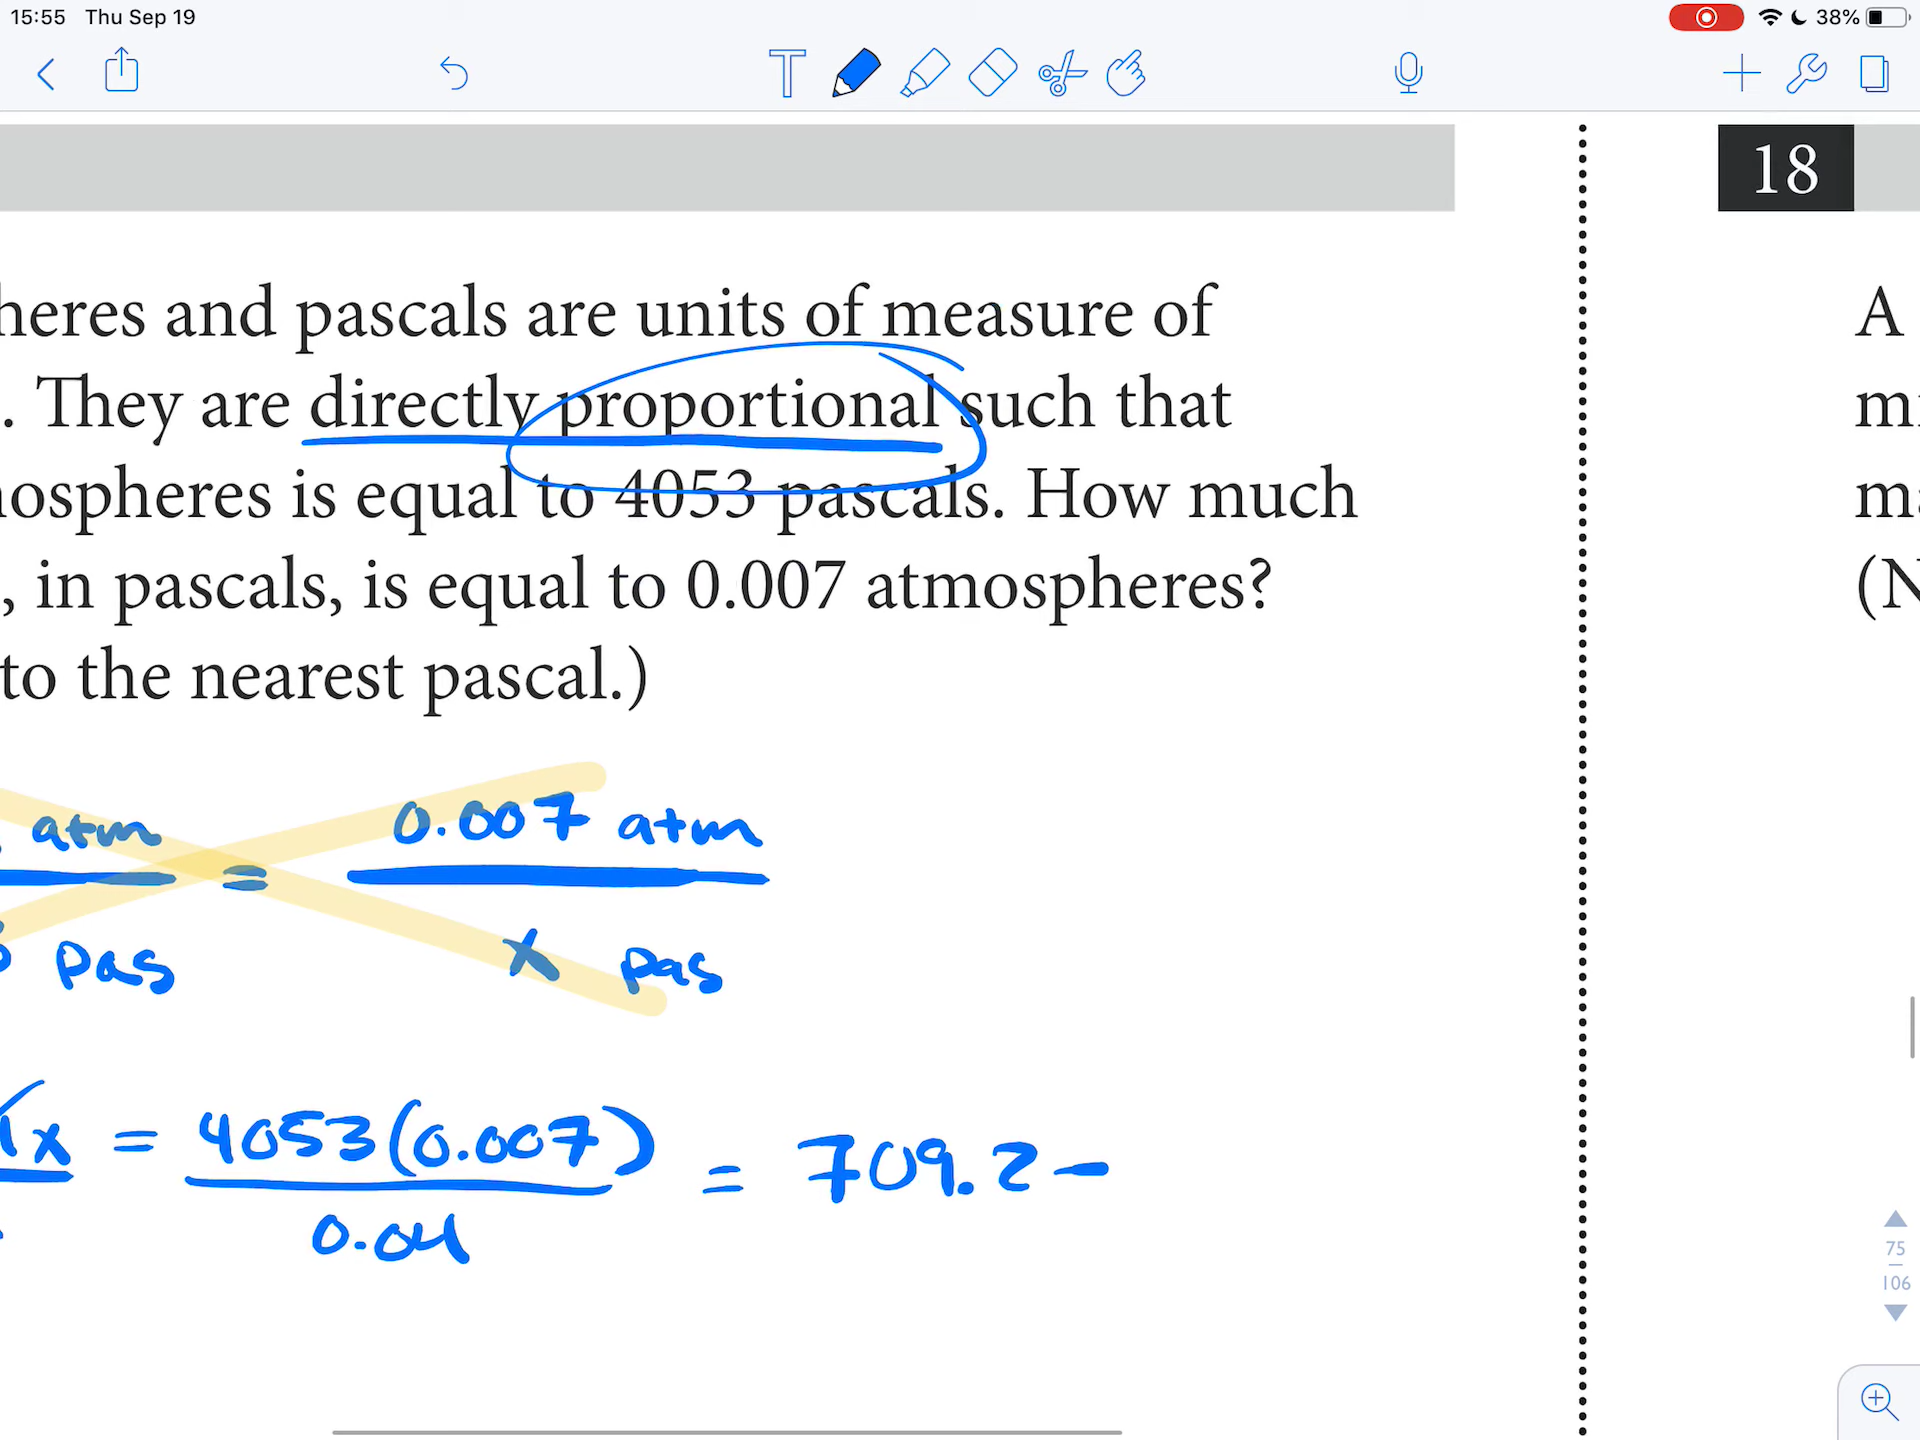 15:55 Thu Sep 19
38%
T
18
heres and pascals are units of measure of
. They are directly proportional such that
ospheres is equal to 4053 pascals. How much
, in pascals, is equal to 0.007 atmospheres?
to the nearest pascal.)
A
m
(N
atm = 0.007 atm
pas x pas
x = 4053(0.007) = 709.2-
0.04
75
106